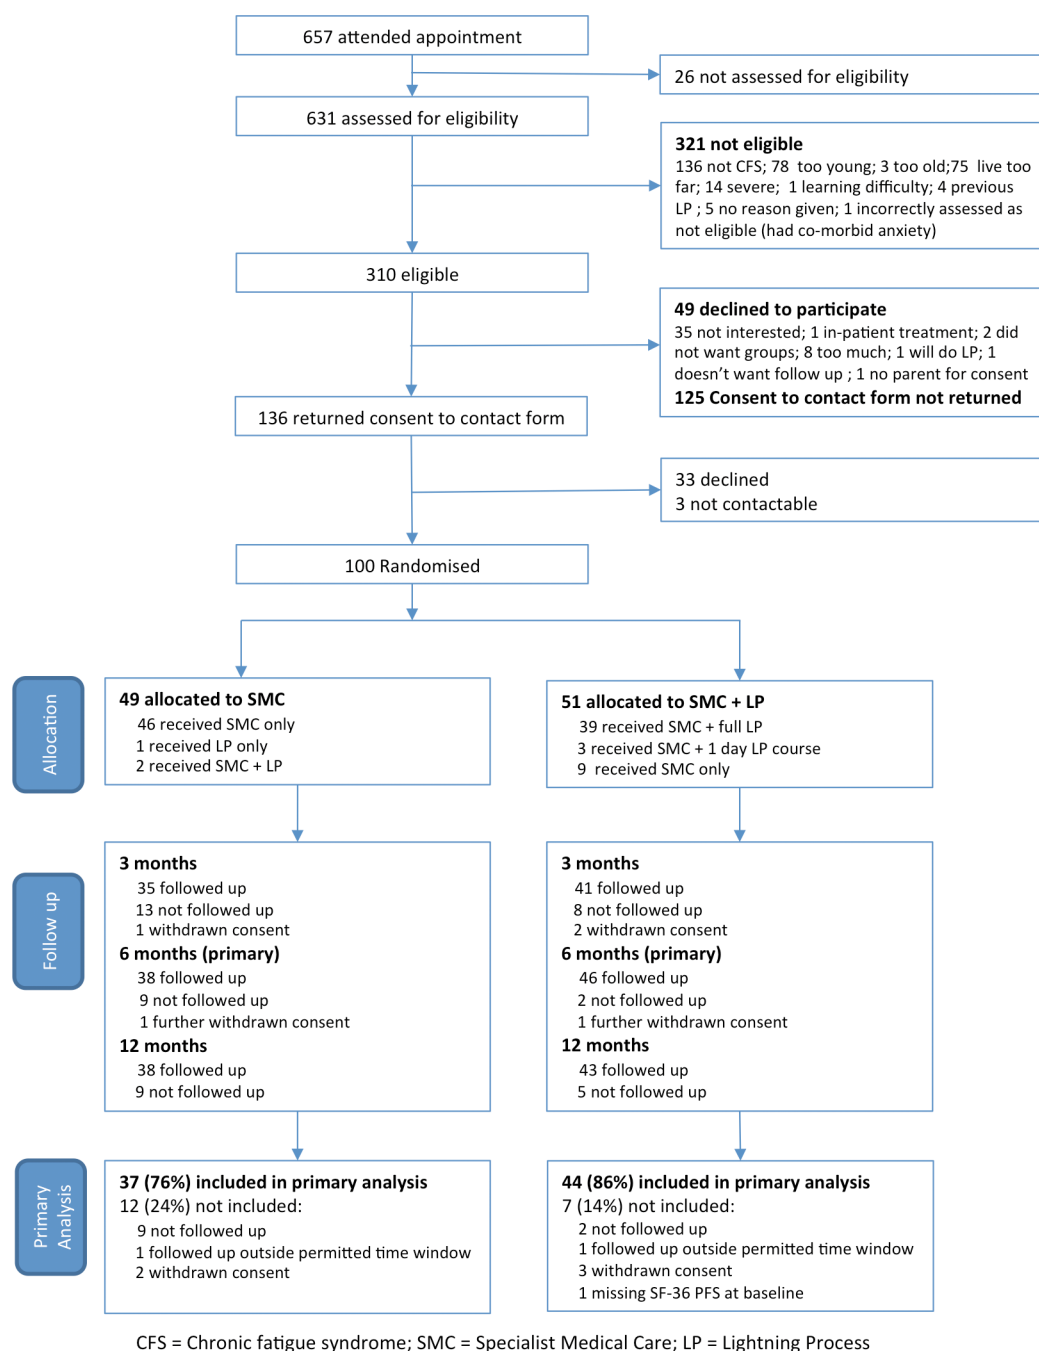 657 attended appointment
26 not assessed for eligibility
631 assessed for eligibility
321 not eligible
136 not CFS; 78 too young; 3 too old;75 live too
far; 14 severe; 1 learning difficulty; 4 previous
LP ; 5 no reason given; 1 incorrectly assessed as
not eligible (had co-morbid anxiety)
310 eligible
49 declined to participate
35 not interested; 1 in-patient treatment; 2 did
not want groups; 8 too much; 1 will do LP; 1
doesn't want follow up ; 1 no parent for consent
125 Consent to contact form not returned
136 returned consent to contact form
33 declined
3 not contactable
100 Randomised
Allocation
49 allocated to SMC
46 received SMC only
1 received LP only
2 received SMC + LP
51 allocated to SMC + LP
39 received SMC + full LP
3 received SMC + 1 day LP course
9 received SMC only
Follow up
3 months
35 followed up
13 not followed up
1 withdrawn consent
6 months (primary)
38 followed up
9 not followed up
1 further withdrawn consent
12 months
38 followed up
9 not followed up
3 months
41 followed up
8 not followed up
2 withdrawn consent
6 months (primary)
46 followed up
2 not followed up
1 further withdrawn consent
12 months
43 followed up
5 not followed up
Primary
Analysis
37 (76%) included in primary analysis
12 (24%) not included:
9 not followed up
1 followed up outside permitted time window
2 withdrawn consent
44 (86%) included in primary analysis
7 (14%) not included:
2 not followed up
1 followed up outside permitted time window
3 withdrawn consent
1 missing SF-36 PFS at baseline
CFS = Chronic fatigue syndrome; SMC = Specialist Medical Care; LP = Lightning Process